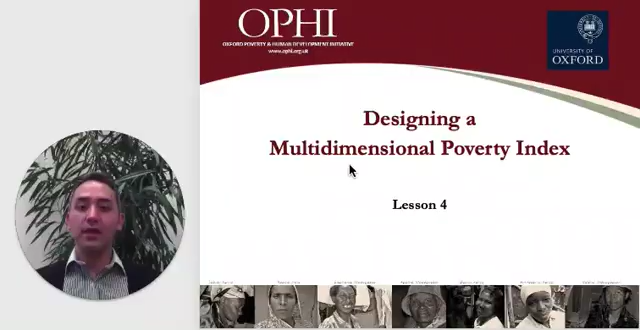 OPHI
OXFORD POVERTY & HUMAN DEVELOPMENT INITIATIVE
www.ophi.org.uk
UNIVERSITY OF
OXFORD
Designing a
Multidimensional Poverty Index
Lesson 4